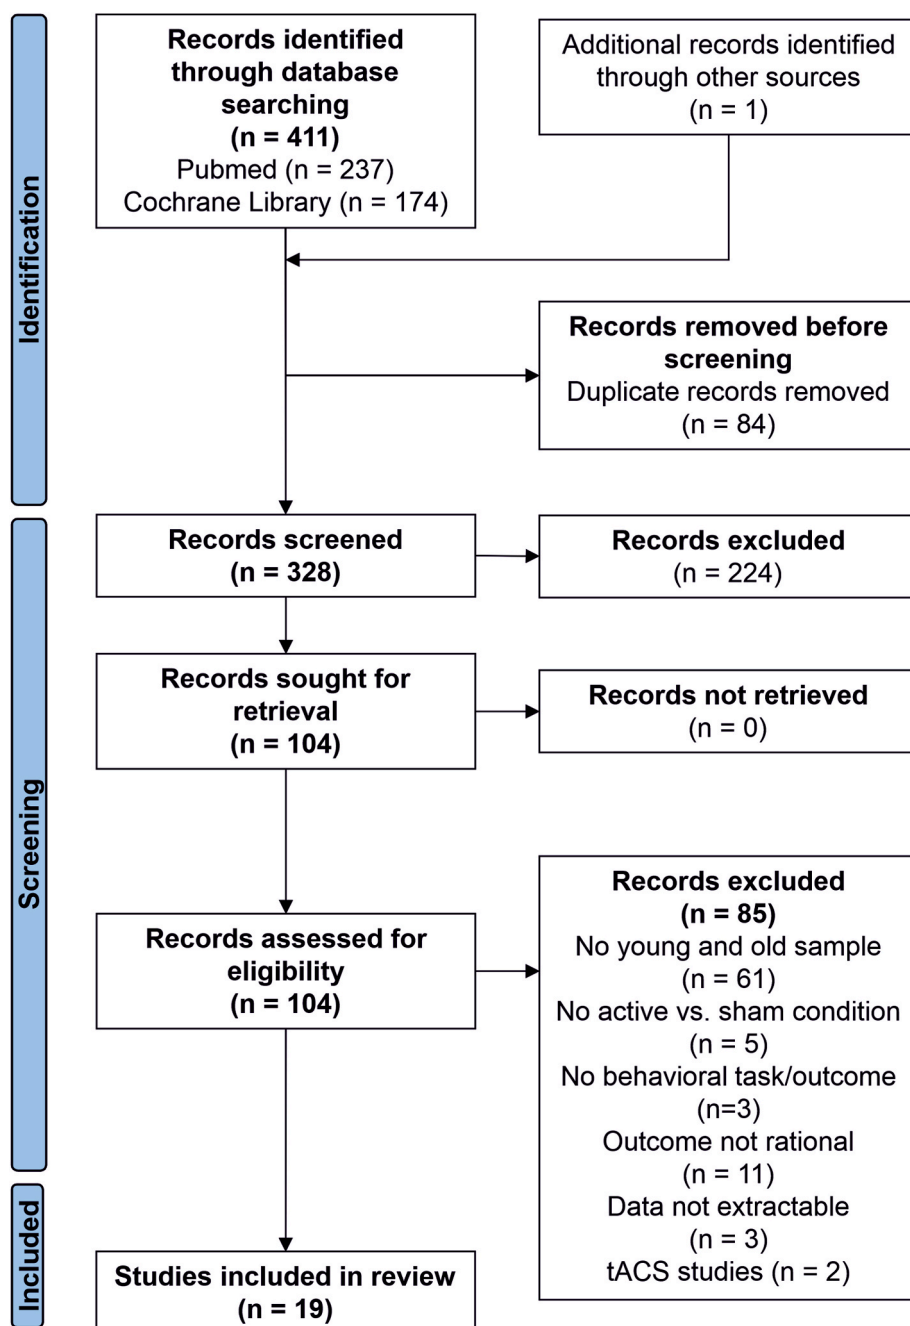 Identification
Records identified
through database
searching
(n = 411)
Pubmed (n = 237)
Cochrane Library (n = 174)
Additional records identified
through other sources
(n = 1)
Records removed before
screening
Duplicate records removed
(n = 84)
Screening
Records screened
(n = 328)
Records excluded
(n = 224)
Records sought for
retrieval
(n = 104)
Records not retrieved
(n = 0)
Records assessed for
eligibility
(n = 104)
Records excluded
(n = 85)
No young and old sample
(n = 61)
No active vs. sham condition
(n = 5)
No behavioral task/outcome
(n=3)
Outcome not rational
(n = 11)
Data not extractable
(n = 3)
tACS studies (n = 2)
Included
Studies included in review
(n = 19)